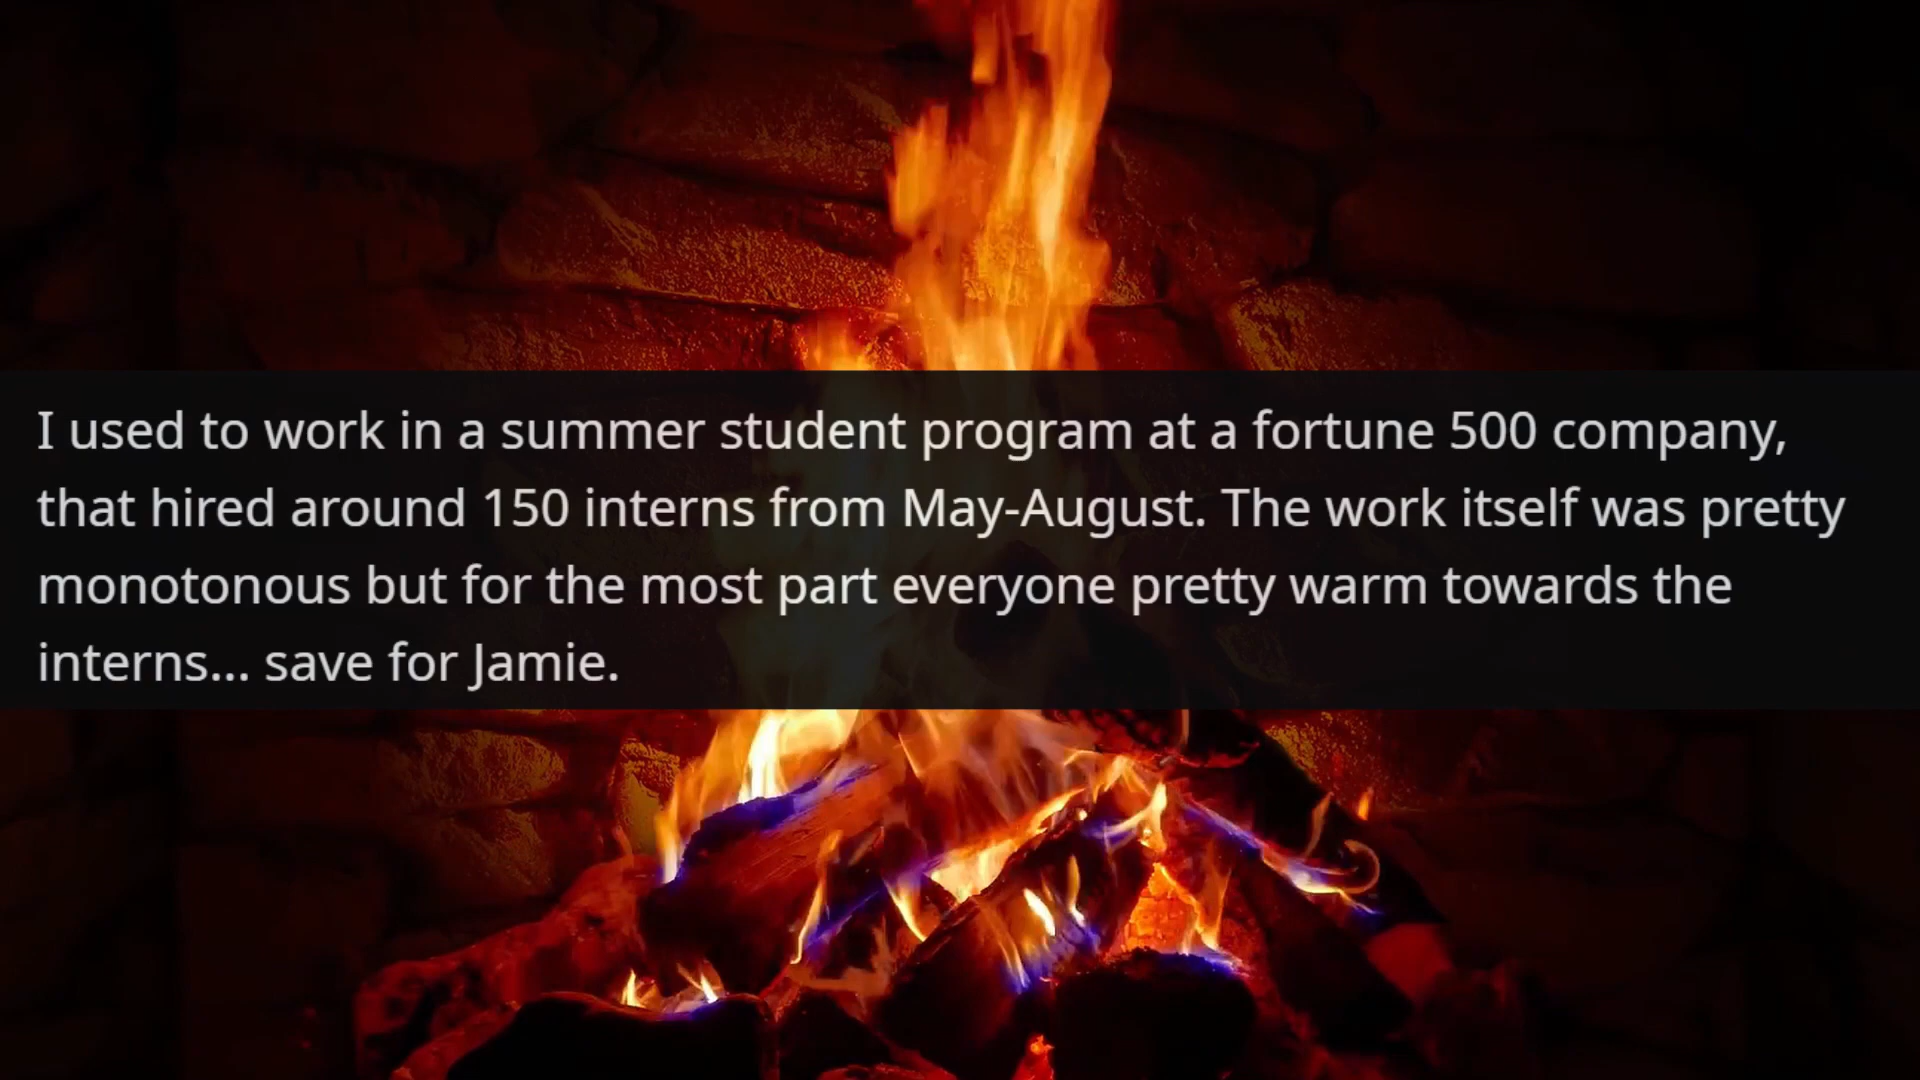 I used to work in a summer student program at a fortune 500 company,
that hired around 150 interns from May-August. The work itself was pretty
monotonous but for the most part everyone pretty warm towards the
interns... save for Jamie.